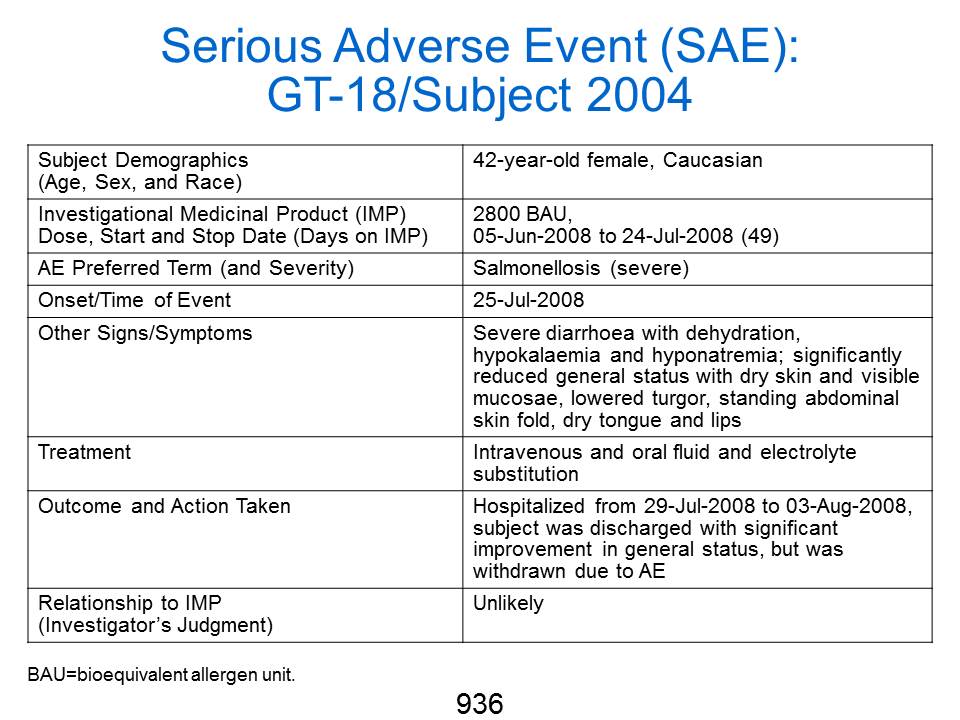 Serious Adverse Event (SAE):
GT-18/Subject 2004
Subject Demographics
(Age, Sex, and Race)
42-year-old female, Caucasian
Investigational Medicinal Product (IMP)
Dose, Start and Stop Date (Days on IMP)
2800 BAU,
05-Jun-2008 to 24-Jul-2008 (49)
AE Preferred Term (and Severity)
Salmonellosis (severe)
Onset/Time of Event
25-Jul-2008
Other Signs/Symptoms
Severe diarrhoea with dehydration,
hypokalaemia and hyponatremia; significantly
reduced general status with dry skin and visible
mucosae, lowered turgor, standing abdominal
skin fold, dry tongue and lips
Treatment
Intravenous and oral fluid and electrolyte
substitution
Outcome and Action Taken
Hospitalized from 29-Jul-2008 to 03-Aug-2008,
subject was discharged with significant
improvement in general status, but was
withdrawn due to AE
Relationship to IMP
(Investigator's Judgment)
Unlikely
BAU=bioequivalent allergen unit.
936